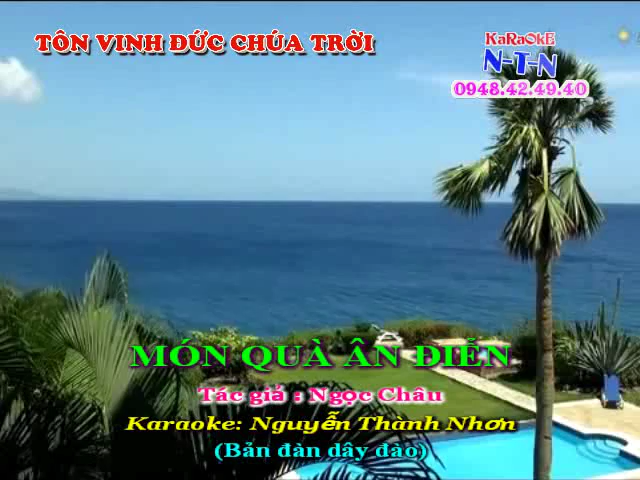 TÔN VINH ĐỨC CHÚA TRỜI
KaRaOkE
N-T-N
0948.42.49.40
MÓN QUÀ ÂN ĐIỂN
Tác giả : Ngọc Châu
Karaoke: Nguyễn Thành Nhơn
(Bản đàn dây đào)